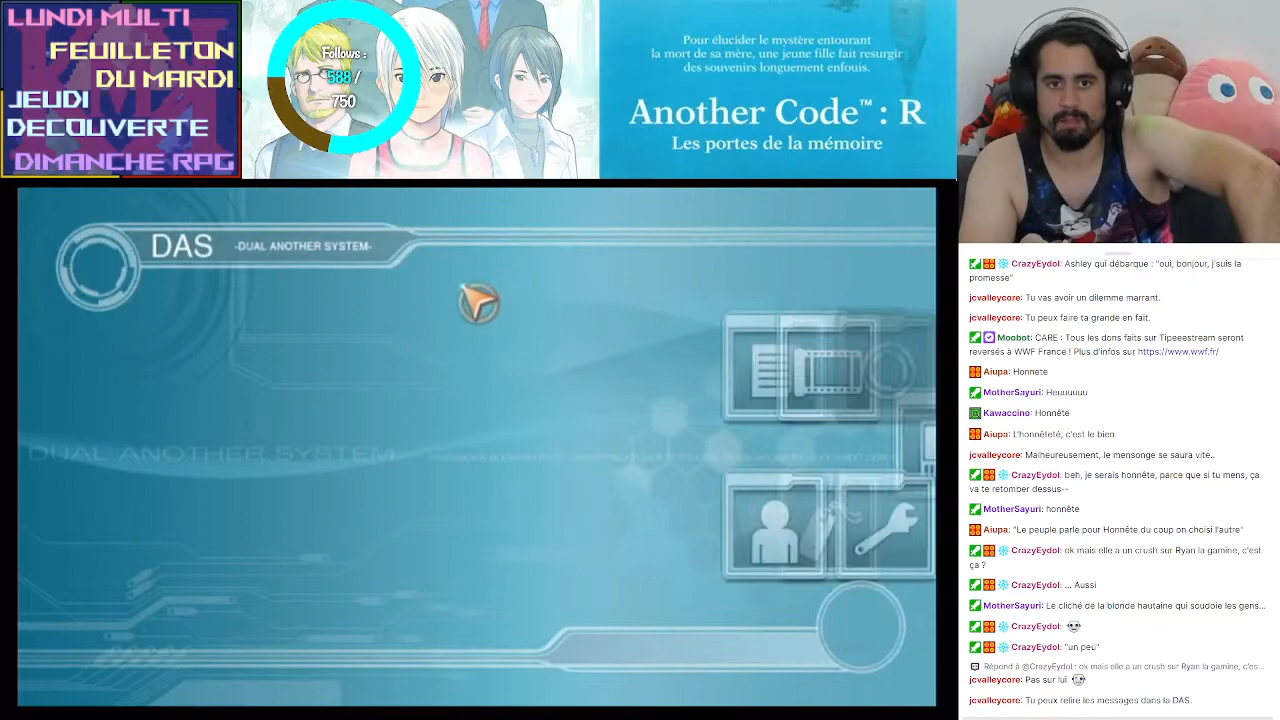 LUNDI MULTI
FEUILLETON
DU MARDI
JEUDI
DECOUVERTE
DIMANCHE RPG
Follows :
588 /
750
Pour élucider le mystère entourant
la mort de sa mère, une jeune fille fait resurgir
des souvenirs longuement enfouis.
Another Code™ : R
Les portes de la mémoire
DAS -DUAL ANOTHER SYSTEM-
DUAL ANOTHER SYSTEM
CrazyEydol: Ashley qui débarque : "oui, bonjour, j'suis la
promesse"
jcvalleycore: Tu vas avoir un dilemme marrant.
jcvalleycore: Tu peux faire ta grande en fait.
Moobot: CARE : Tous les dons faits sur Tipeeestream seront
reversés à WWF France ! Plus d'infos sur https://www.wwf.fr/
Aiupa: Honnete
MotherSayuri: Heuuuuuu
Kawaccino: Honnête
Aiupa: L'honnêteté, c'est le bien
jcvalleycore: Malheureusement, le mensonge se saura vite..
CrazyEydol: beh, je serais honnête, parce que si tu mens, ça
va te retomber dessus--
MotherSayuri: honnête
Aiupa: "Le peuple parle pour Honnête du coup on choisi l'autre"
CrazyEydol: ok mais elle a un crush sur Ryan la gamine, c'est
ça ?
CrazyEydol: ... Aussi
MotherSayuri: Le cliché de la blonde hautaine qui soudoie les gens...
CrazyEydol:
CrazyEydol: "un peu"
Répond à @CrazyEydol : ok mais elle a un crush sur Ryan la gamine, c'es...
jcvalleycore: Pas sur lui
jcvalleycore: Tu peux relire les messages dans la DAS.